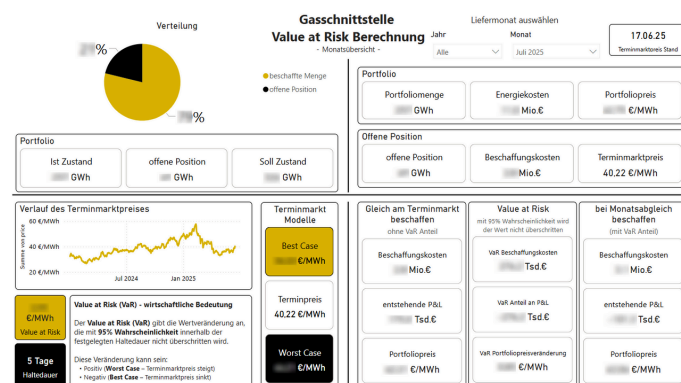 Verteilung
%
%
beschaffte Menge
offene Position
Gasschnittstelle
Value at Risk Berechnung
- Monatsübersicht -
Liefermonat auswählen
Jahr
Monat
Alle
Juli 2025
17.06.25
Terminmarktpreis Stand
Portfolio
Ist Zustand
GWh
offene Position
GWh
Soll Zustand
GWh
Portfolio
Portfoliomenge
GWh
Energiekosten
Mio.€
Portfoliopreis
€/MWh
Offene Position
offene Position
GWh
Beschaffungskosten
Mio.€
Terminmarktpreis
40,22 €/MWh
Verlauf des Terminmarktpreises
Summe von price
60 €/MWh
40 €/MWh
20 €/MWh
Jul 2024
Jan 2025
€/MWh
Value at Risk
5 Tage
Haltedauer
Value at Risk (VaR) - wirtschaftliche Bedeutung
Der Value at Risk (VaR) gibt die Wertveränderung an,
die mit 95% Wahrscheinlichkeit innerhalb der
festgelegten Haltedauer nicht überschritten wird.
Diese Veränderung kann sein:
• Positiv (Worst Case – Terminmarktpreis steigt)
• Negativ (Best Case – Terminmarktpreis sinkt)
Terminmarkt
Modelle
Best Case
€/MWh
Terminpreis
40,22 €/MWh
Worst Case
€/MWh
Gleich am Terminmarkt
beschaffen
ohne VaR Anteil
Beschaffungskosten
Mio.€
entstehende P&L
Tsd.€
Portfoliopreis
€/MWh
Value at Risk
mit 95% Wahrscheinlichkeit wird
der Wert nicht überschritten
VaR Beschaffungskosten
Tsd.€
VaR Anteil an P&L
Tsd.€
VaR Portfoliopreisveränderung
€/MWh
bei Monatsabgleich
beschaffen
(mit VaR Anteil)
Beschaffungskosten
Mio.€
entstehende P&L
Tsd.€
Portfoliopreis
€/MWh